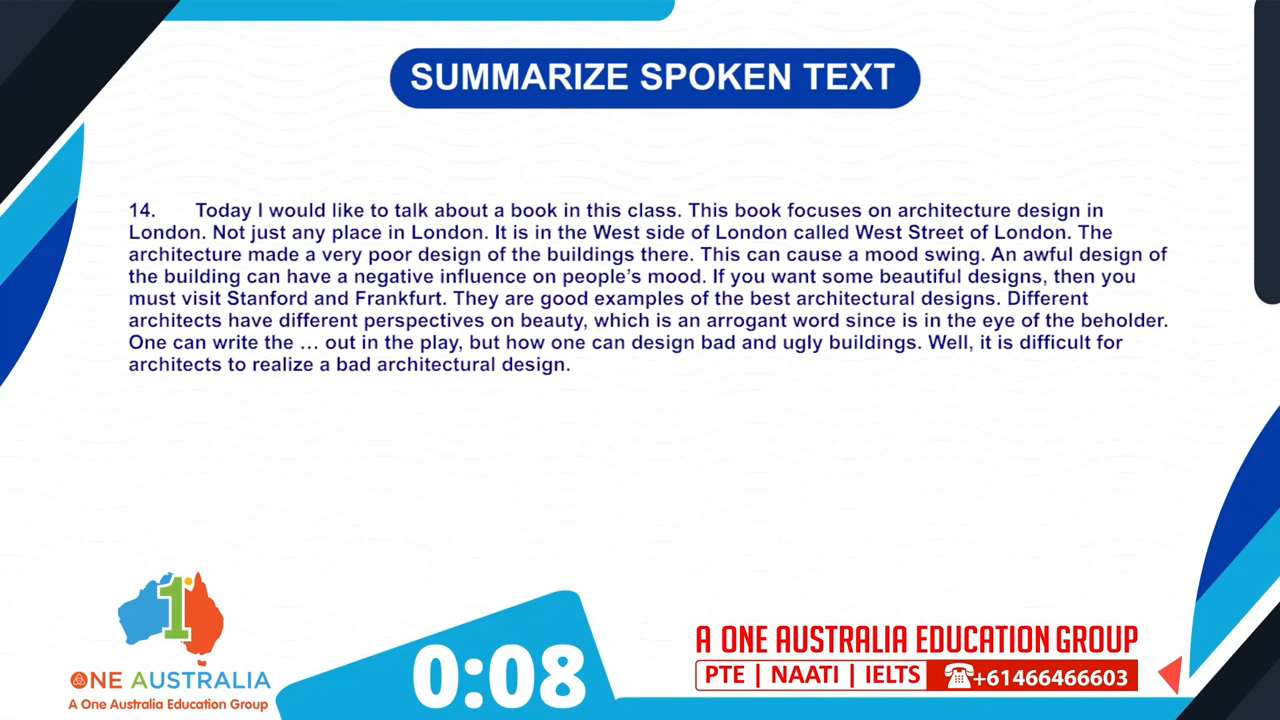 SUMMARIZE SPOKEN TEXT
14. Today I would like to talk about a book in this class. This book focuses on architecture design in
London. Not just any place in London. It is in the West side of London called West Street of London. The
architecture made a very poor design of the buildings there. This can cause a mood swing. An awful design of
the building can have a negative influence on people's mood. If you want some beautiful designs, then you
must visit Stanford and Frankfurt. They are good examples of the best architectural designs. Different
architects have different perspectives on beauty, which is an arrogant word since is in the eye of the beholder.
One can write the ... out in the play, but how one can design bad and ugly buildings. Well, it is difficult for
architects to realize a bad architectural design.
1
ONE AUSTRALIA
A One Australia Education Group
0:08
A ONE AUSTRALIA EDUCATION GROUP
PTE | NAATI | IELTS +61466466603